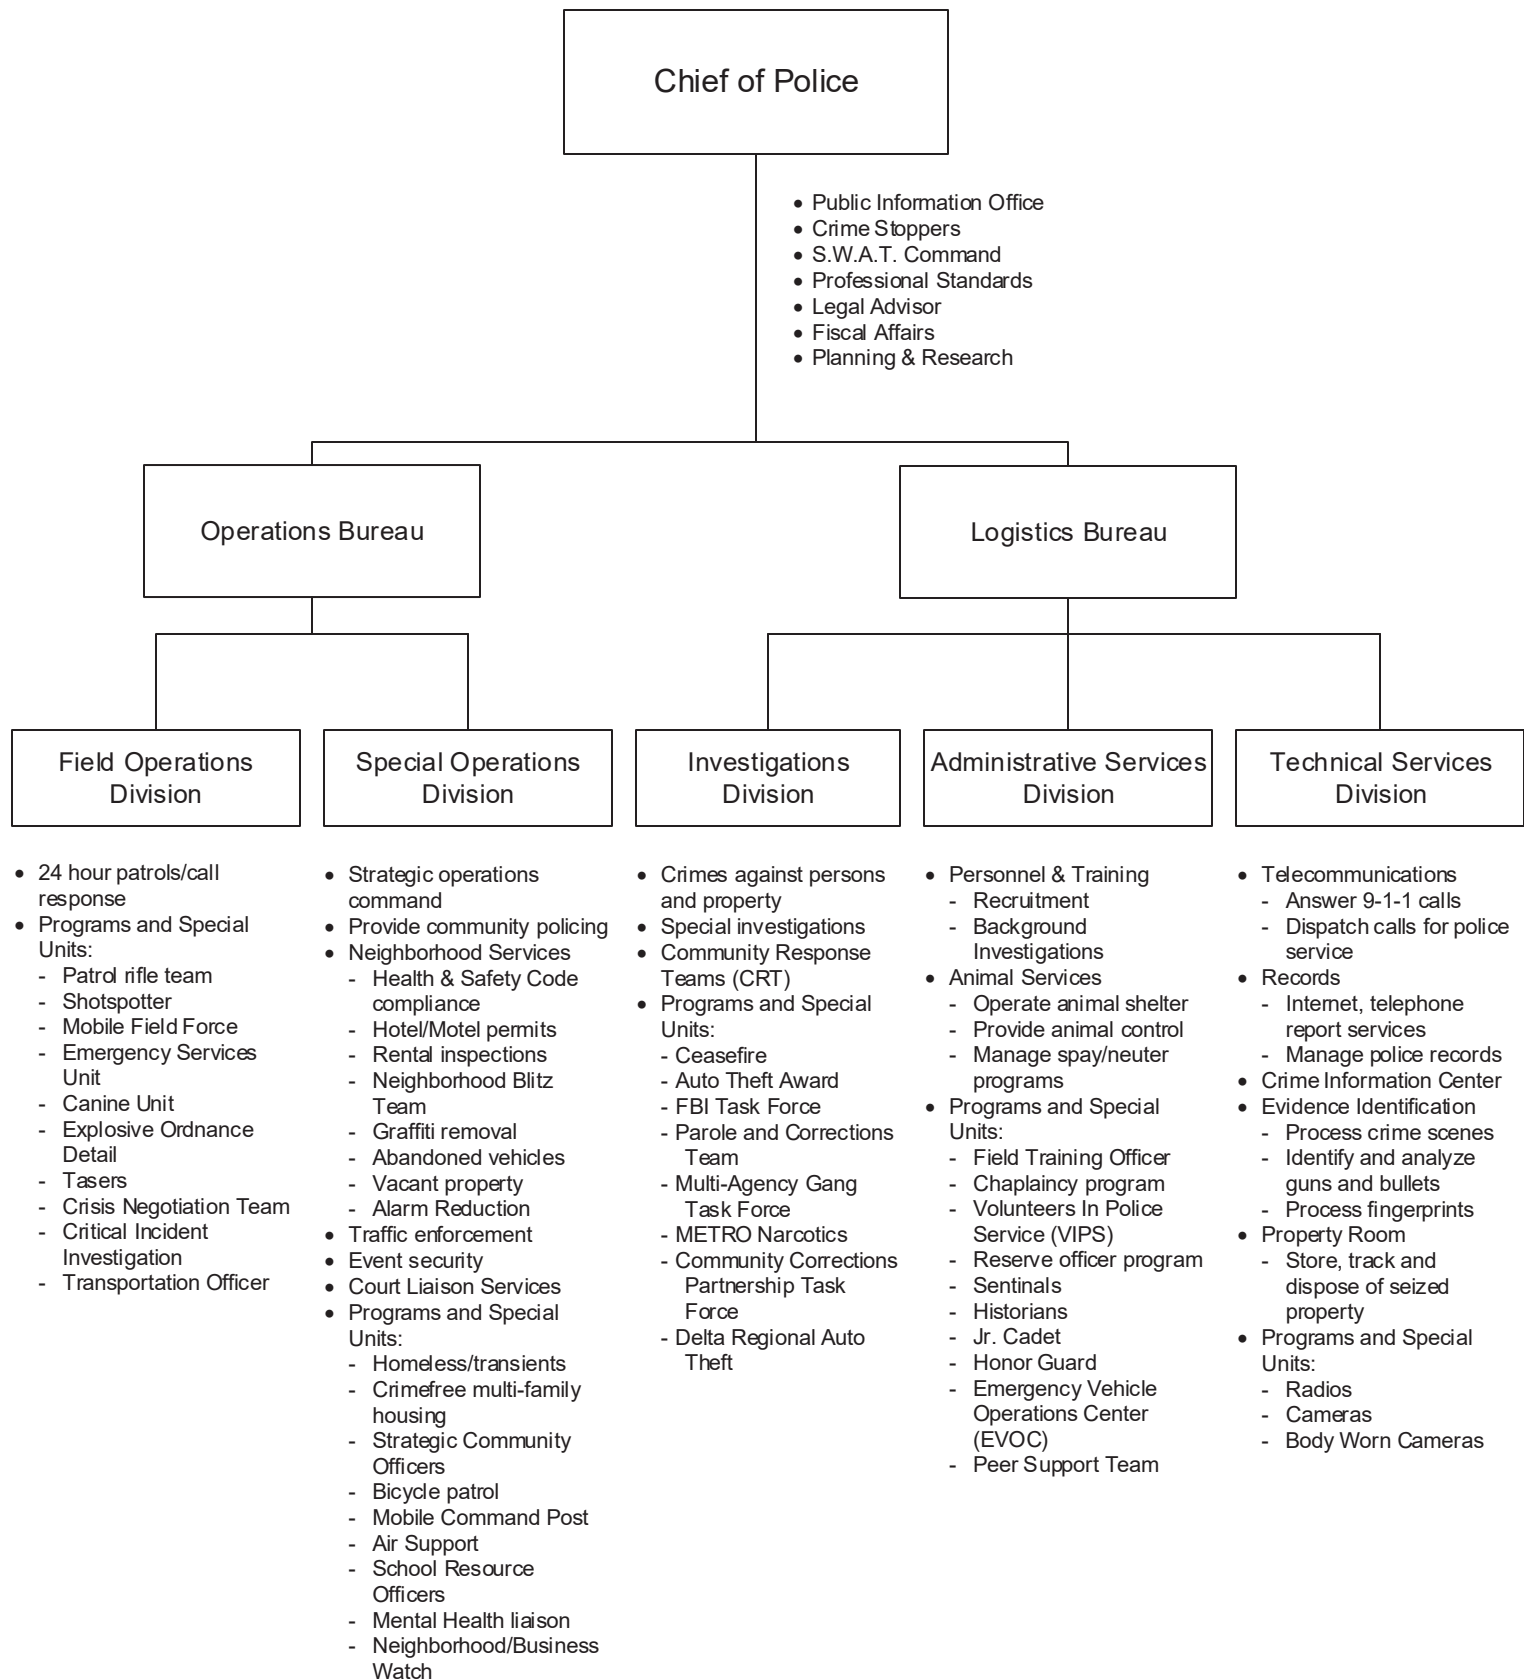 Chief of Police
• Public Information Office
• Crime Stoppers
• S.W.A.T. Command
• Professional Standards
• Legal Advisor
• Fiscal Affairs
• Planning & Research
Operations Bureau
Logistics Bureau
Field Operations
Division
• 24 hour patrols/call
response
• Programs and Special
Units:
- Patrol rifle team
- Shotspotter
- Mobile Field Force
- Emergency Services
Unit
- Canine Unit
- Explosive Ordnance
Detail
- Tasers
- Crisis Negotiation Team
- Critical Incident
Investigation
- Transportation Officer
Special Operations
Division
• Strategic operations
command
• Provide community policing
• Neighborhood Services
- Health & Safety Code
compliance
- Hotel/Motel permits
- Rental inspections
- Neighborhood Blitz
Team
- Graffiti removal
- Abandoned vehicles
- Vacant property
- Alarm Reduction
• Traffic enforcement
• Event security
• Court Liaison Services
• Programs and Special
Units:
- Homeless/transients
- Crimefree multi-family
housing
- Strategic Community
Officers
- Bicycle patrol
- Mobile Command Post
- Air Support
- School Resource
Officers
- Mental Health liaison
- Neighborhood/Business
Watch
Investigations
Division
• Crimes against persons
and property
• Special investigations
• Community Response
Teams (CRT)
• Programs and Special
Units:
- Ceasefire
- Auto Theft Award
- FBI Task Force
- Parole and Corrections
Team
- Multi-Agency Gang
Task Force
- METRO Narcotics
- Community Corrections
Partnership Task
Force
- Delta Regional Auto
Theft
Administrative Services
Division
• Personnel & Training
- Recruitment
- Background
Investigations
• Animal Services
- Operate animal shelter
- Provide animal control
- Manage spay/neuter
programs
• Programs and Special
Units:
- Field Training Officer
- Chaplaincy program
- Volunteers In Police
Service (VIPS)
- Reserve officer program
- Sentinals
- Historians
- Jr. Cadet
- Honor Guard
- Emergency Vehicle
Operations Center
(EVOC)
- Peer Support Team
Technical Services
Division
• Telecommunications
- Answer 9-1-1 calls
- Dispatch calls for police
service
• Records
- Internet, telephone
report services
- Manage police records
• Crime Information Center
• Evidence Identification
- Process crime scenes
- Identify and analyze
guns and bullets
- Process fingerprints
• Property Room
- Store, track and
dispose of seized
property
• Programs and Special
Units:
- Radios
- Cameras
- Body Worn Cameras